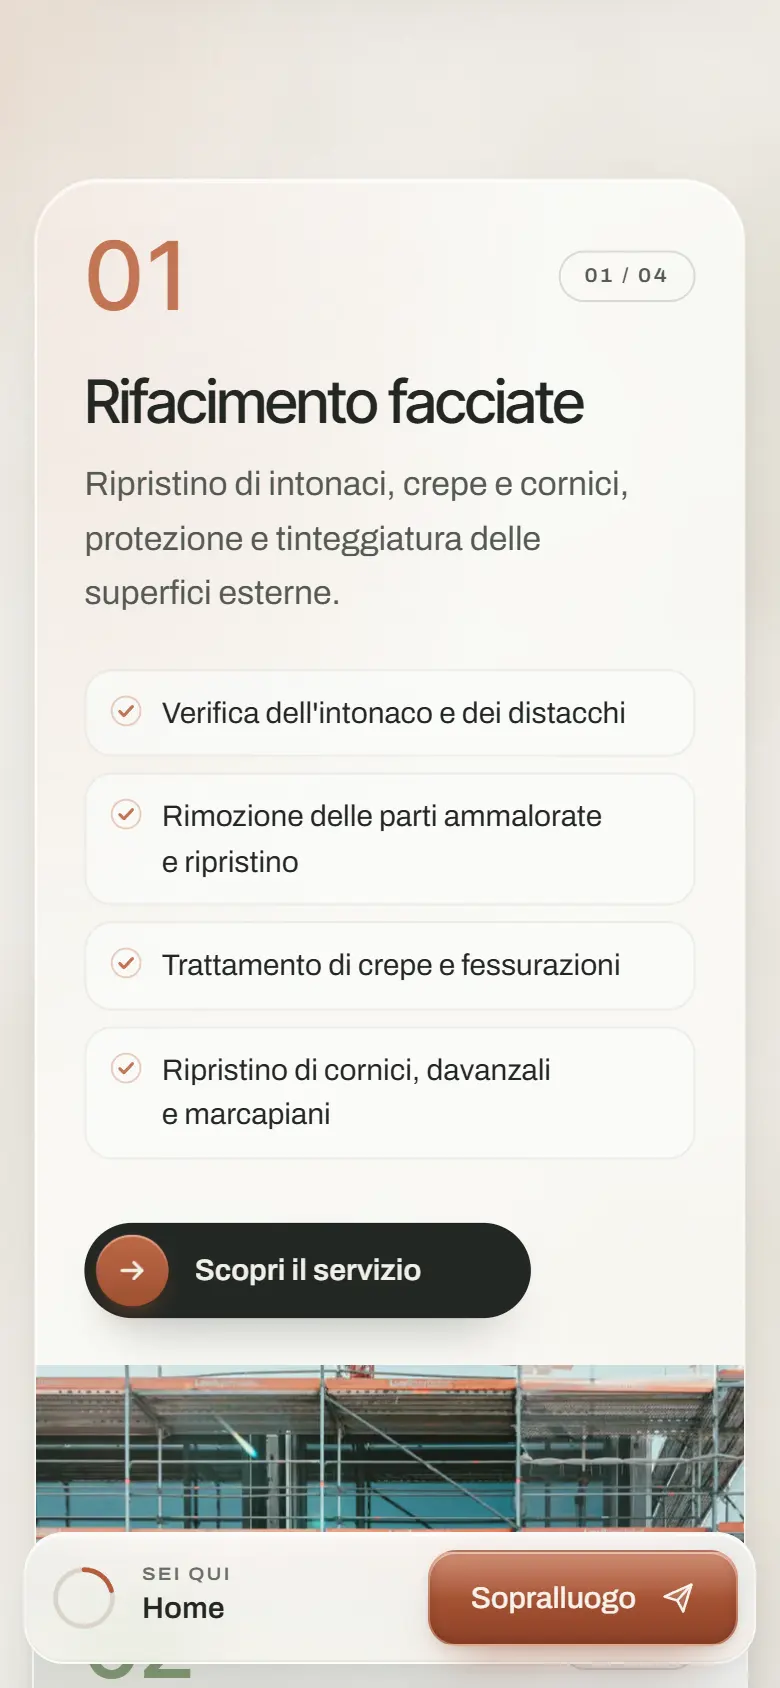 01
01 / 04
Rifacimento facciate
Ripristino di intonaci, crepe e cornici,
protezione e tinteggiatura delle
superfici esterne.
Verifica dell'intonaco e dei distacchi
Rimozione delle parti ammalorate
e ripristino
Trattamento di crepe e fessurazioni
Ripristino di cornici, davanzali
e marcapiani
Scopri il servizio
SEI QUI
Home
Sopralluogo